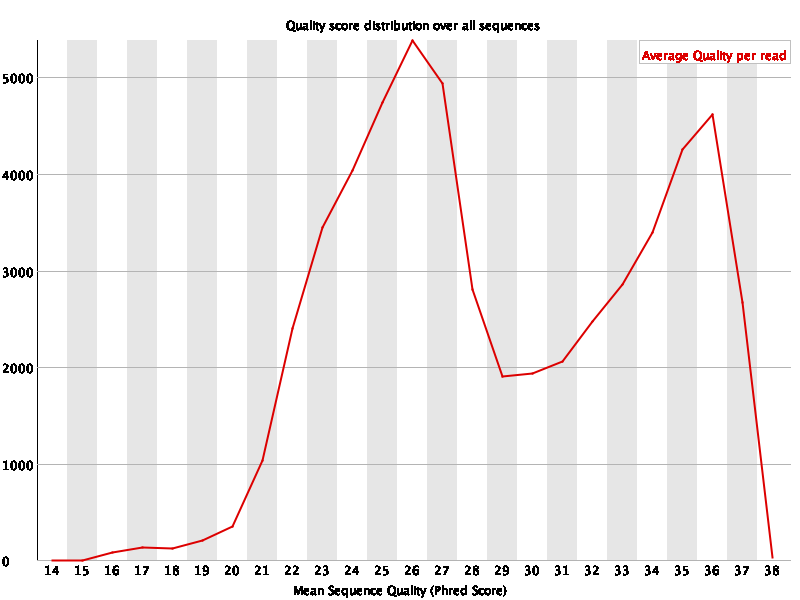 Quality score distribution over all sequences
Average Quality per read
5000
4000
3000
2000
1000
0
14 15 16 17 18 19 20 21 22 23 24 25 26 27 28 29 30 31 32 33 34 35 36 37 38
Mean Sequence Quality (Phred Score)